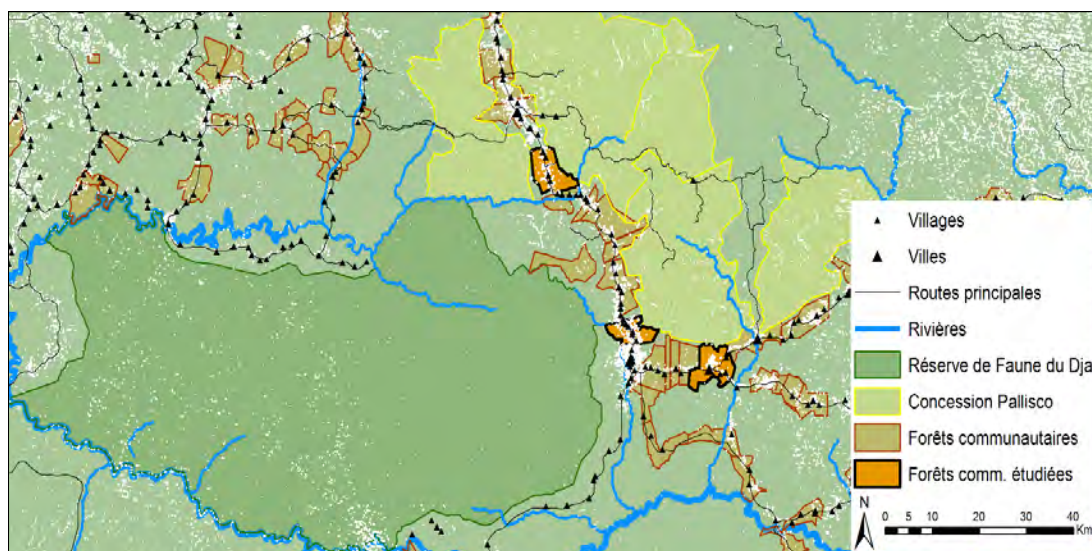 Villages
Villes
Routes principales
Rivières
Réserve de Faune du Dja
Concession Pallisco
Forêts communautaires
Forêts comm. étudiées
N
0 5 10 20 30 40
Km